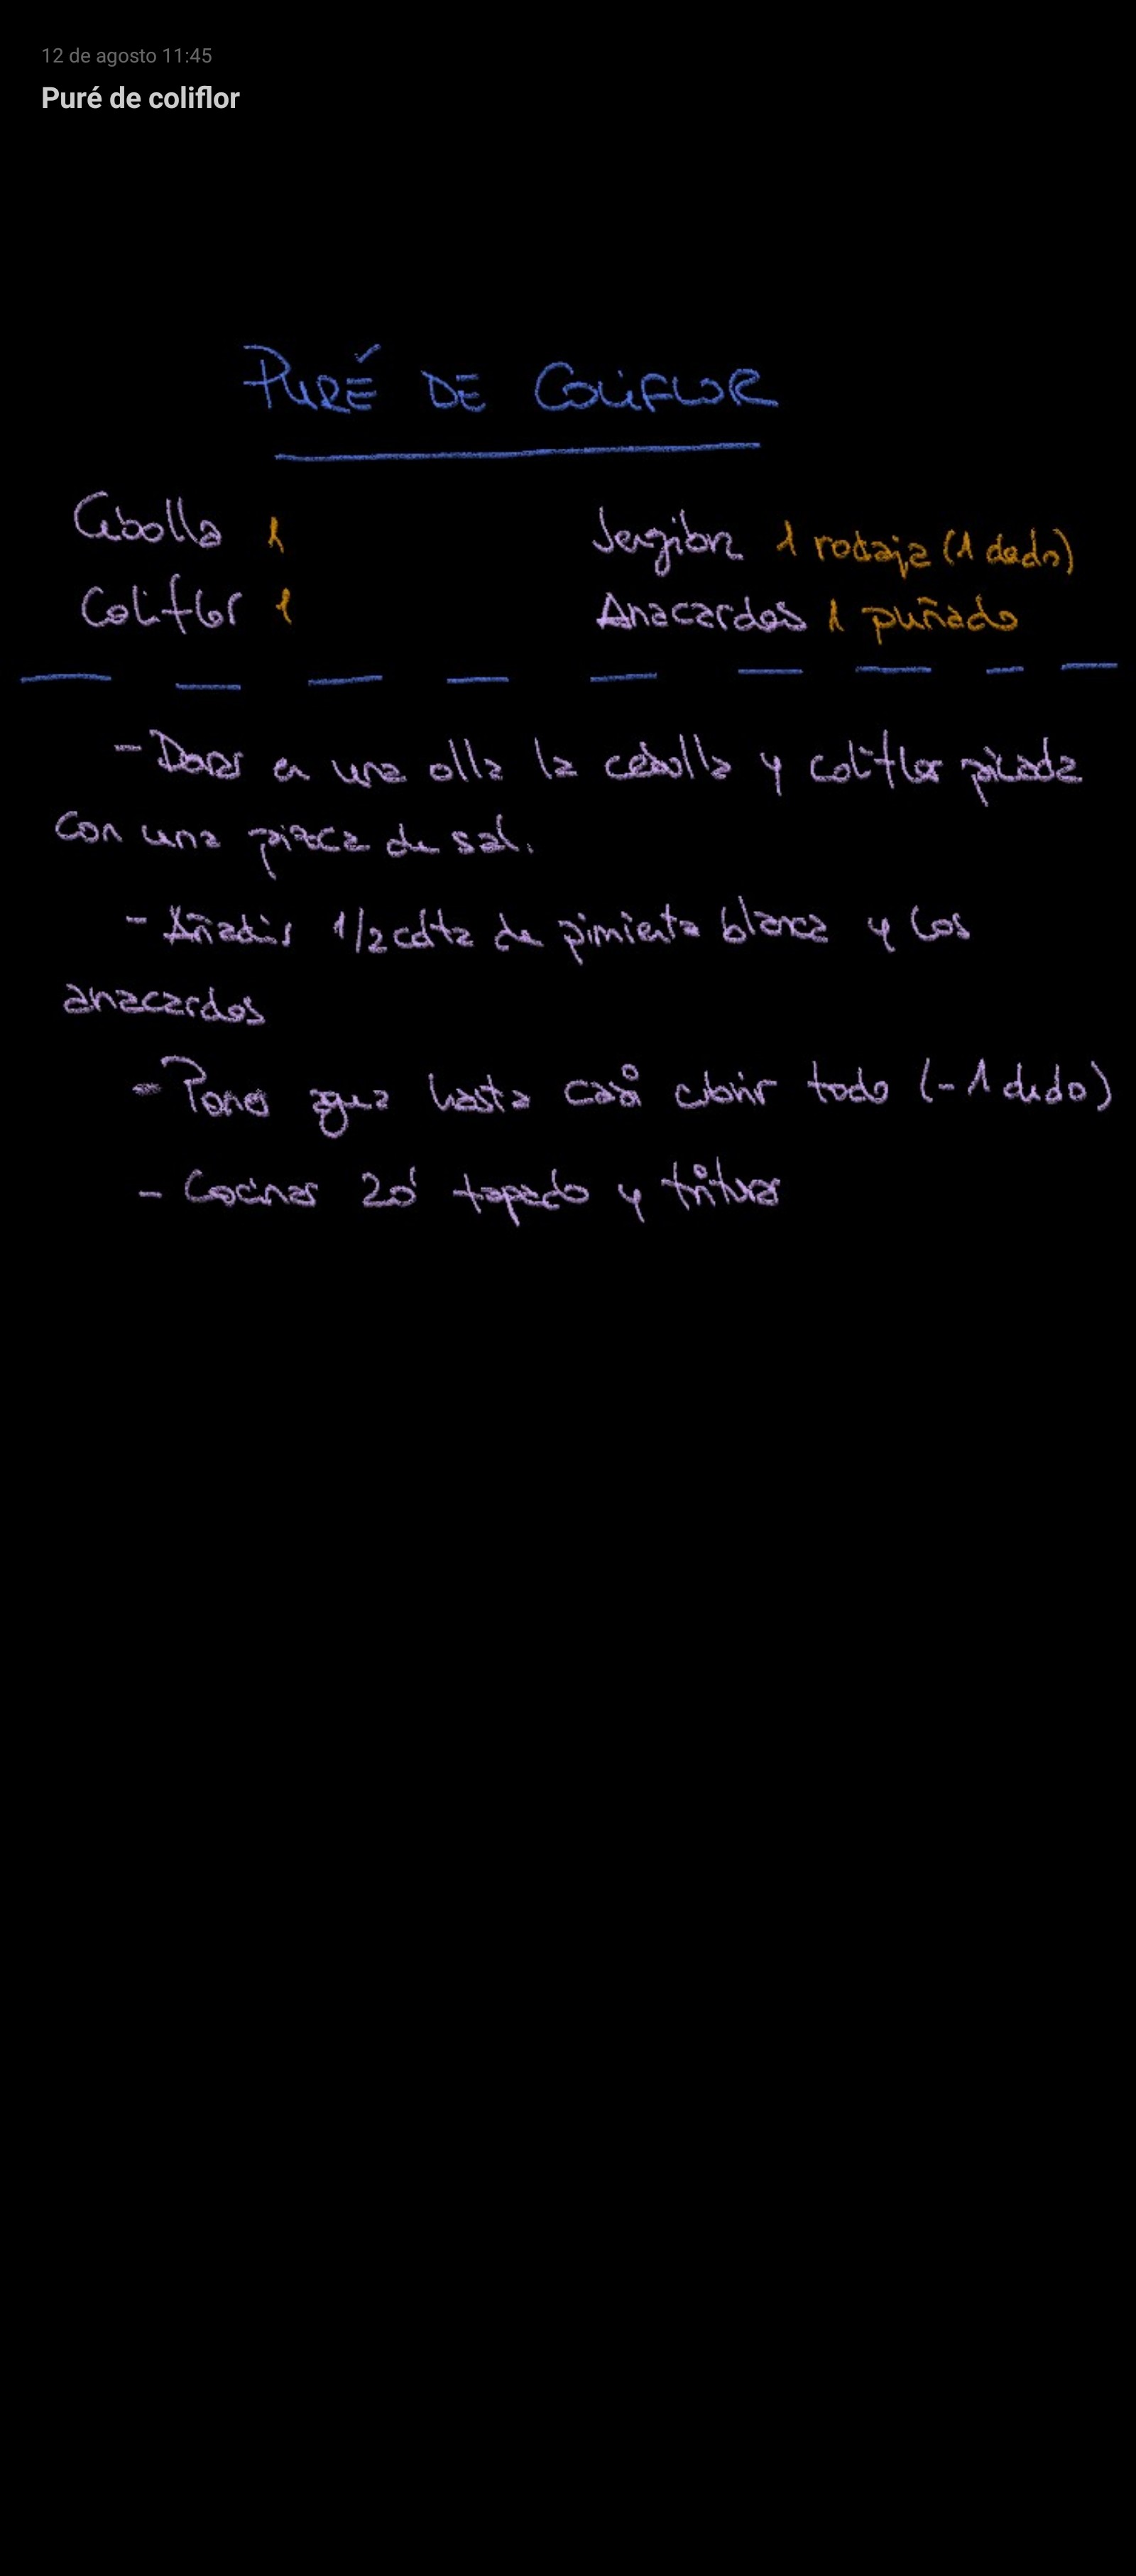 12 de agosto 11:45
Puré de coliflor
PURÉ DE COLIFLOR
Cebolla 1 Jengibre 1 rodaja (1 dedo)
Coliflor 1 Anacardos 1 puñado
- Dorar en una olla la cebolla y coliflor picada
con una pizca de sal.
- Añadir 1/2 cdta de pimienta blanca y los
anacardos
- Poner agua hasta casi cubrir todo (-1 dedo)
- Cocinar 20' tapado y triturar